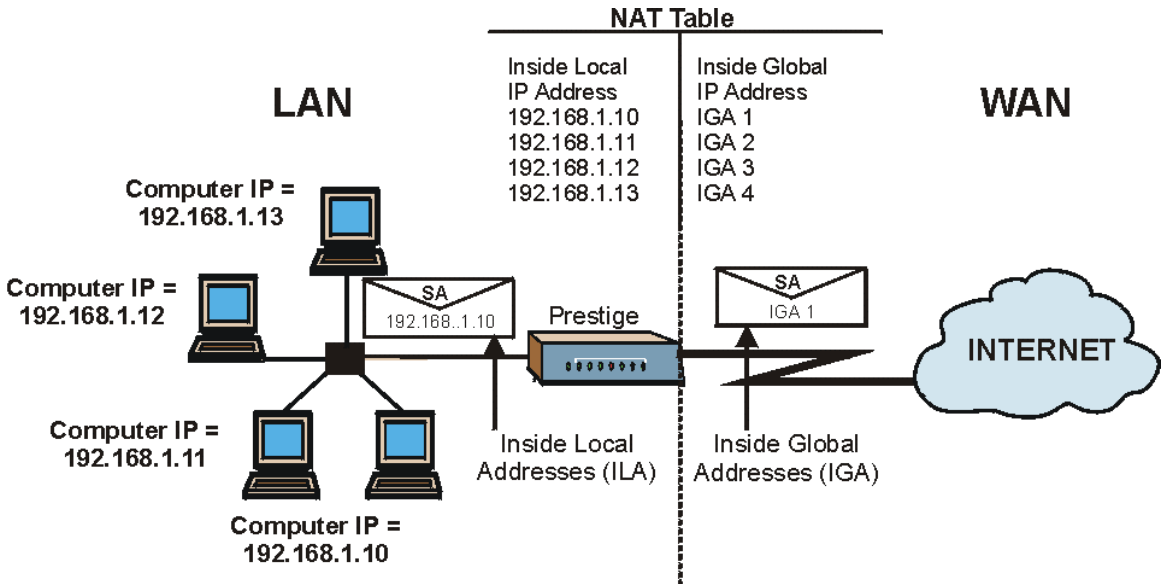 NAT Table
Inside Local
IP Address
192.168.1.10
192.168.1.11
192.168.1.12
192.168.1.13
Inside Global
IP Address
IGA 1
IGA 2
IGA 3
IGA 4
LAN
WAN
Computer IP =
192.168.1.13
Computer IP =
192.168.1.12
SA
192.168..1.10
Prestige
SA
IGA 1
INTERNET
Computer IP =
192.168.1.11
Inside Local
Addresses (ILA)
Inside Global
Addresses (IGA)
Computer IP =
192.168.1.10